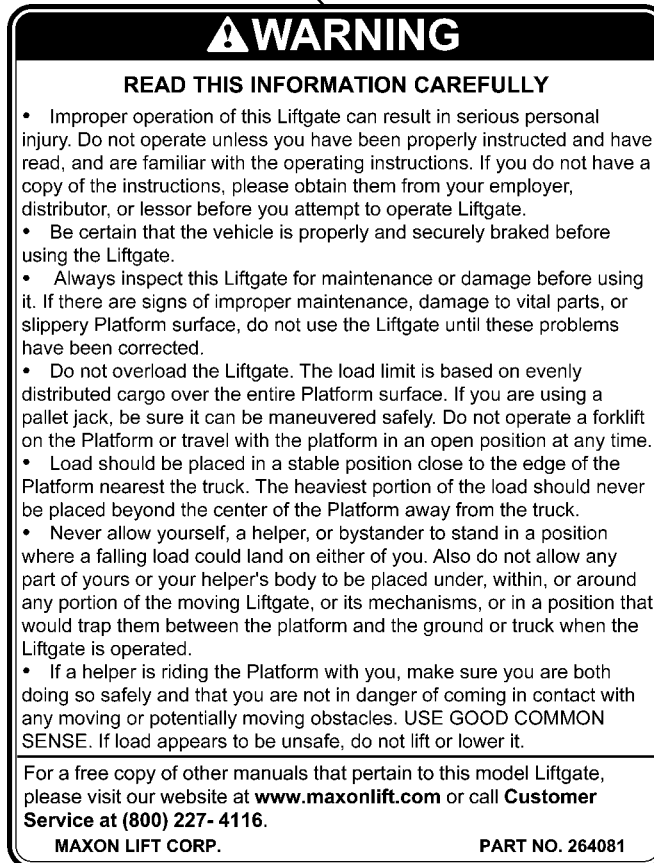 WARNING
READ THIS INFORMATION CAREFULLY
• Improper operation of this Liftgate can result in serious personal
injury. Do not operate unless you have been properly instructed and have
read, and are familiar with the operating instructions. If you do not have a
copy of the instructions, please obtain them from your employer,
distributor, or lessor before you attempt to operate Liftgate.
• Be certain that the vehicle is properly and securely braked before
using the Liftgate.
• Always inspect this Liftgate for maintenance or damage before using
it. If there are signs of improper maintenance, damage to vital parts, or
slippery Platform surface, do not use the Liftgate until these problems
have been corrected.
• Do not overload the Liftgate. The load limit is based on evenly
distributed cargo over the entire Platform surface. If you are using a
pallet jack, be sure it can be maneuvered safely. Do not operate a forklift
on the Platform or travel with the platform in an open position at any time.
• Load should be placed in a stable position close to the edge of the
Platform nearest the truck. The heaviest portion of the load should never
be placed beyond the center of the Platform away from the truck.
• Never allow yourself, a helper, or bystander to stand in a position
where a falling load could land on either of you. Also do not allow any
part of yours or your helper's body to be placed under, within, or around
any portion of the moving Liftgate, or its mechanisms, or in a position that
would trap them between the platform and the ground or truck when the
Liftgate is operated.
• If a helper is riding the Platform with you, make sure you are both
doing so safely and that you are not in danger of coming in contact with
any moving or potentially moving obstacles. USE GOOD COMMON
SENSE. If load appears to be unsafe, do not lift or lower it.
For a free copy of other manuals that pertain to this model Liftgate,
please visit our website at www.maxonlift.com or call Customer
Service at (800) 227- 4116.
MAXON LIFT CORP. PART NO. 264081